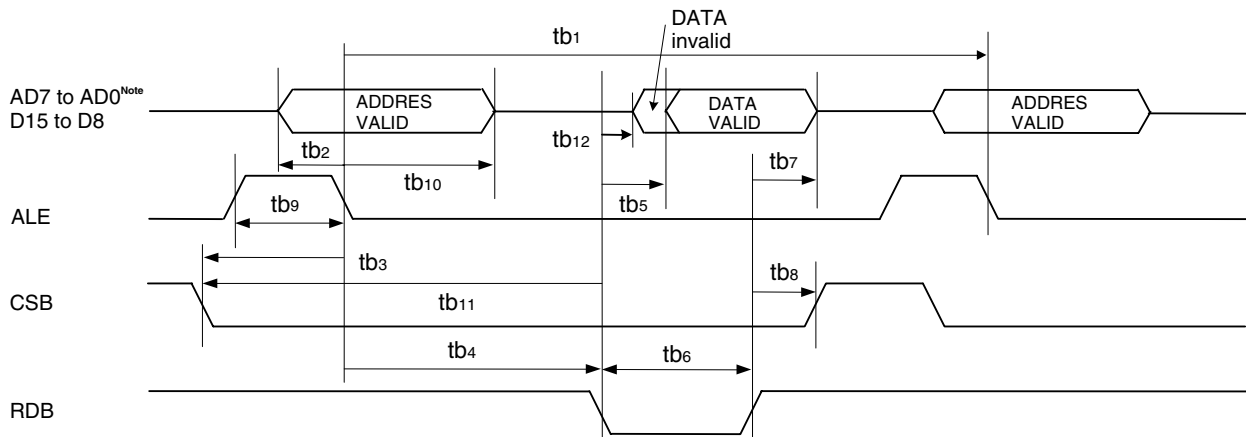 DATA
invalid
tb1
AD7 to AD0Note
D15 to D8
ADDRES
VALID
DATA
VALID
ADDRES
VALID
tb12
tb2
tb7
tb10
tb5
ALE
tb9
tb3
tb8
CSB
tb11
tb4
tb6
RDB